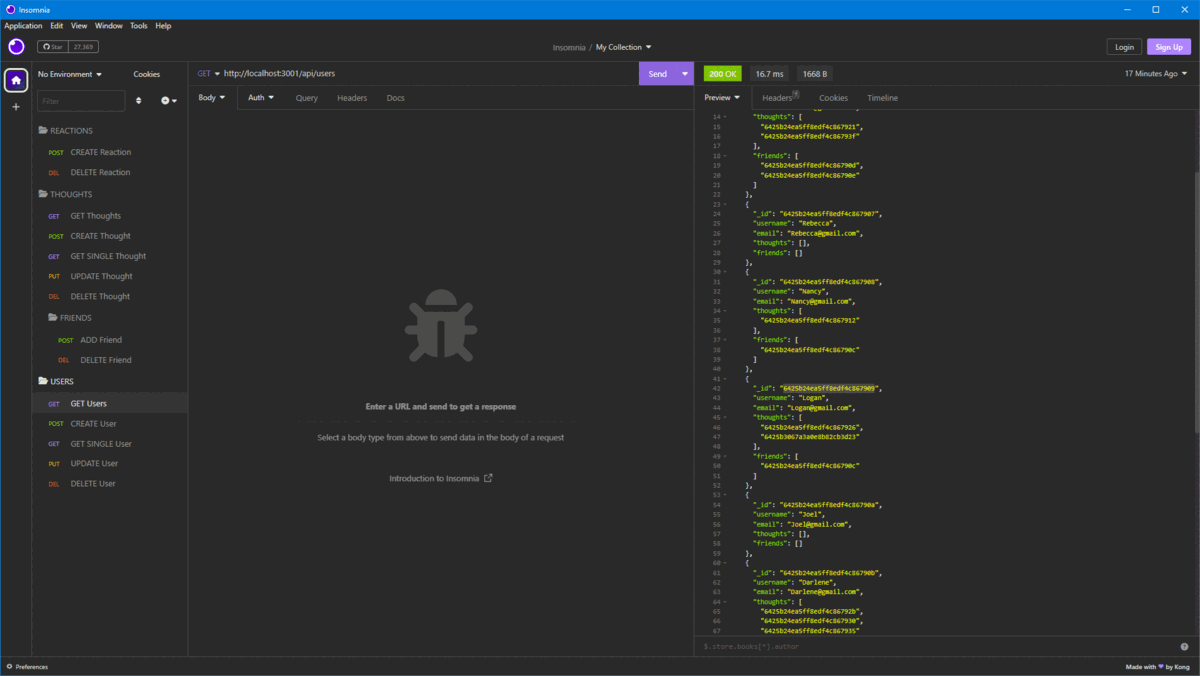 Insomnia
Application Edit View Window Tools Help
Star 27,369
Insomnia / My Collection
Login Sign Up
No Environment Cookies
Filter
REACTIONS
POST CREATE Reaction
DEL DELETE Reaction
THOUGHTS
GET GET Thoughts
POST CREATE Thought
GET GET SINGLE Thought
PUT UPDATE Thought
DEL DELETE Thought
FRIENDS
POST ADD Friend
DEL DELETE Friend
USERS
GET GET Users
POST CREATE User
GET GET SINGLE User
PUT UPDATE User
DEL DELETE User
Preferences
GET http://localhost:3001/api/users Send
Body Auth Query Headers Docs
Enter a URL and send to get a response
Select a body type from above to send data in the body of a request
Introduction to Insomnia
200 OK 16.7 ms 1668 B 17 Minutes Ago
Preview Headers Cookies Timeline
14 "thoughts": [
15 "6425b24ea5ff8edf4c867921",
16 "6425b24ea5ff8edf4c86793f"
17 ],
18 "friends": [
19 "6425b24ea5ff8edf4c86790d",
20 "6425b24ea5ff8edf4c86790e"
21 ]
22 },
23 {
24 "_id": "6425b24ea5ff8edf4c867907",
25 "username": "Rebecca",
26 "email": "Rebecca@gmail.com",
27 "thoughts": [],
28 "friends": []
29 },
30 {
31 "_id": "6425b24ea5ff8edf4c867908",
32 "username": "Nancy",
33 "email": "Nancy@gmail.com",
34 "thoughts": [
35 "6425b24ea5ff8edf4c867912"
36 ],
37 "friends": [
38 "6425b24ea5ff8edf4c86790c"
39 ]
40 },
41 {
42 "_id": "6425b24ea5ff8edf4c867909",
43 "username": "Logan",
44 "email": "Logan@gmail.com",
45 "thoughts": [
46 "6425b24ea5ff8edf4c867926",
47 "6425b3067a3a0e8b82cb3d23"
48 ],
49 "friends": [
50 "6425b24ea5ff8edf4c86790c"
51 ]
52 },
53 {
54 "_id": "6425b24ea5ff8edf4c86790a",
55 "username": "Joel",
56 "email": "Joel@gmail.com",
57 "thoughts": [],
58 "friends": []
59 },
60 {
61 "_id": "6425b24ea5ff8edf4c86790b",
62 "username": "Darlene",
63 "email": "Darlene@gmail.com",
64 "thoughts": [
65 "6425b24ea5ff8edf4c86792b",
66 "6425b24ea5ff8edf4c867930",
67 "6425b24ea5ff8edf4c867935"
$.store.books[*].author
Made with ♥ by Kong